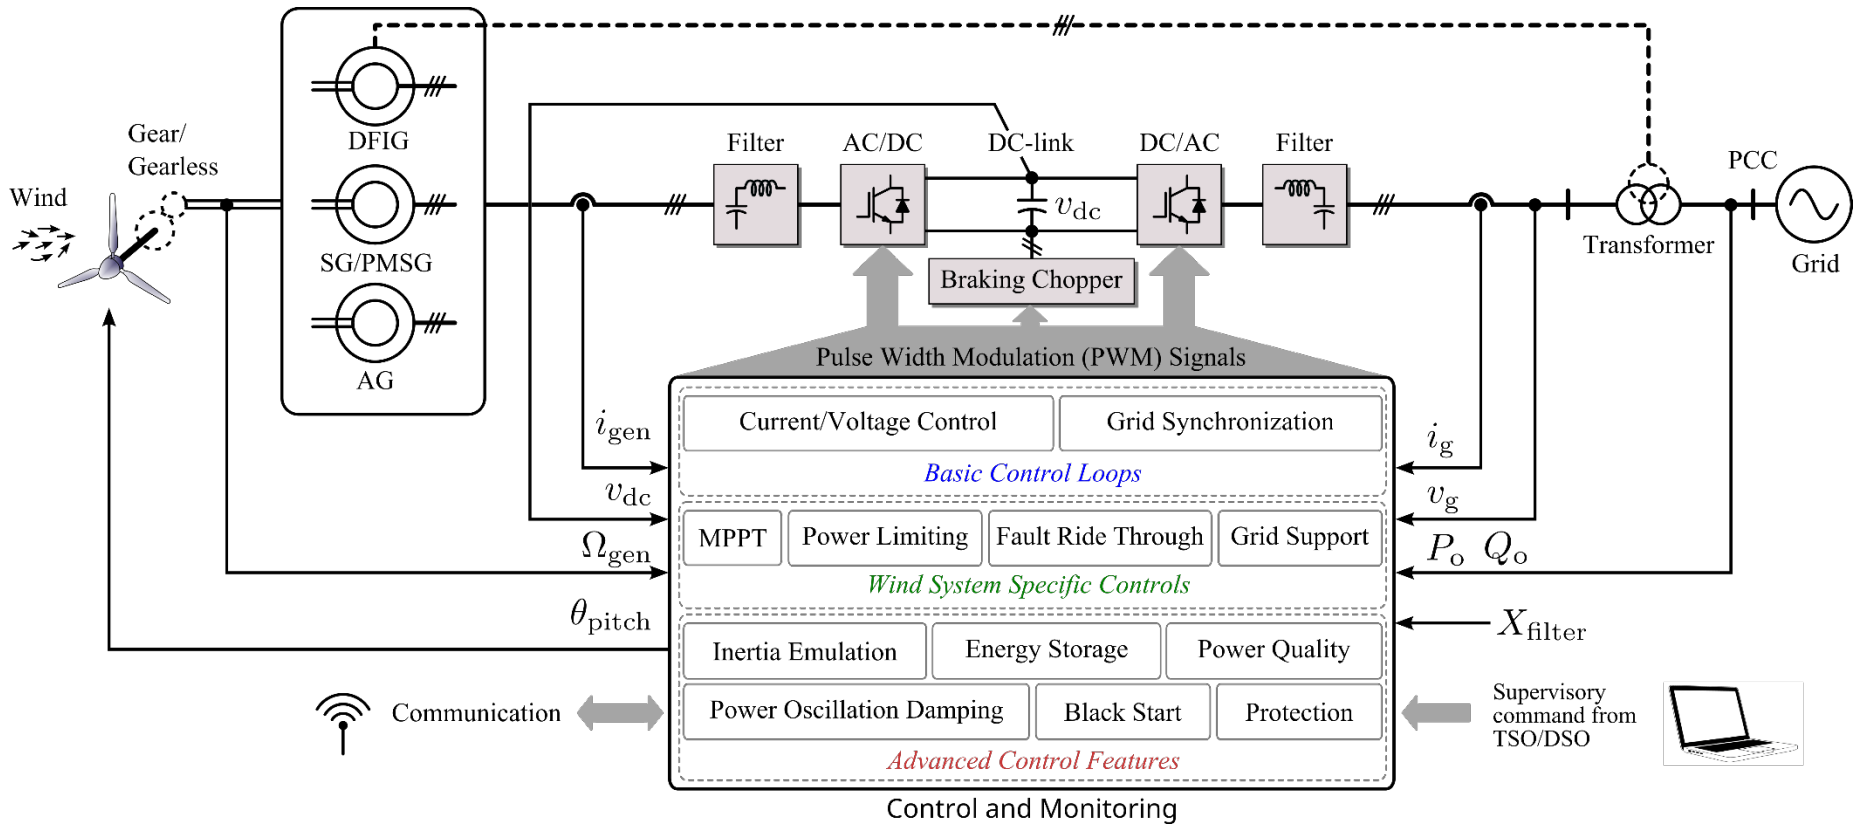 DFIG
Gear/
Gearless
Wind
SG/PMSG
AG
Filter
AC/DC
DC-link
DC/AC
Filter
PCC
v_dc
Transformer
Grid
Braking Chopper
Pulse Width Modulation (PWM) Signals
i_gen
v_dc
Ω_gen
θ_pitch
Current/Voltage Control
Grid Synchronization
Basic Control Loops
MPPT
Power Limiting
Fault Ride Through
Grid Support
Wind System Specific Controls
Inertia Emulation
Energy Storage
Power Quality
Power Oscillation Damping
Black Start
Protection
Advanced Control Features
Control and Monitoring
i_g
v_g
P_o Q_o
X_filter
Communication
Supervisory
command from
TSO/DSO